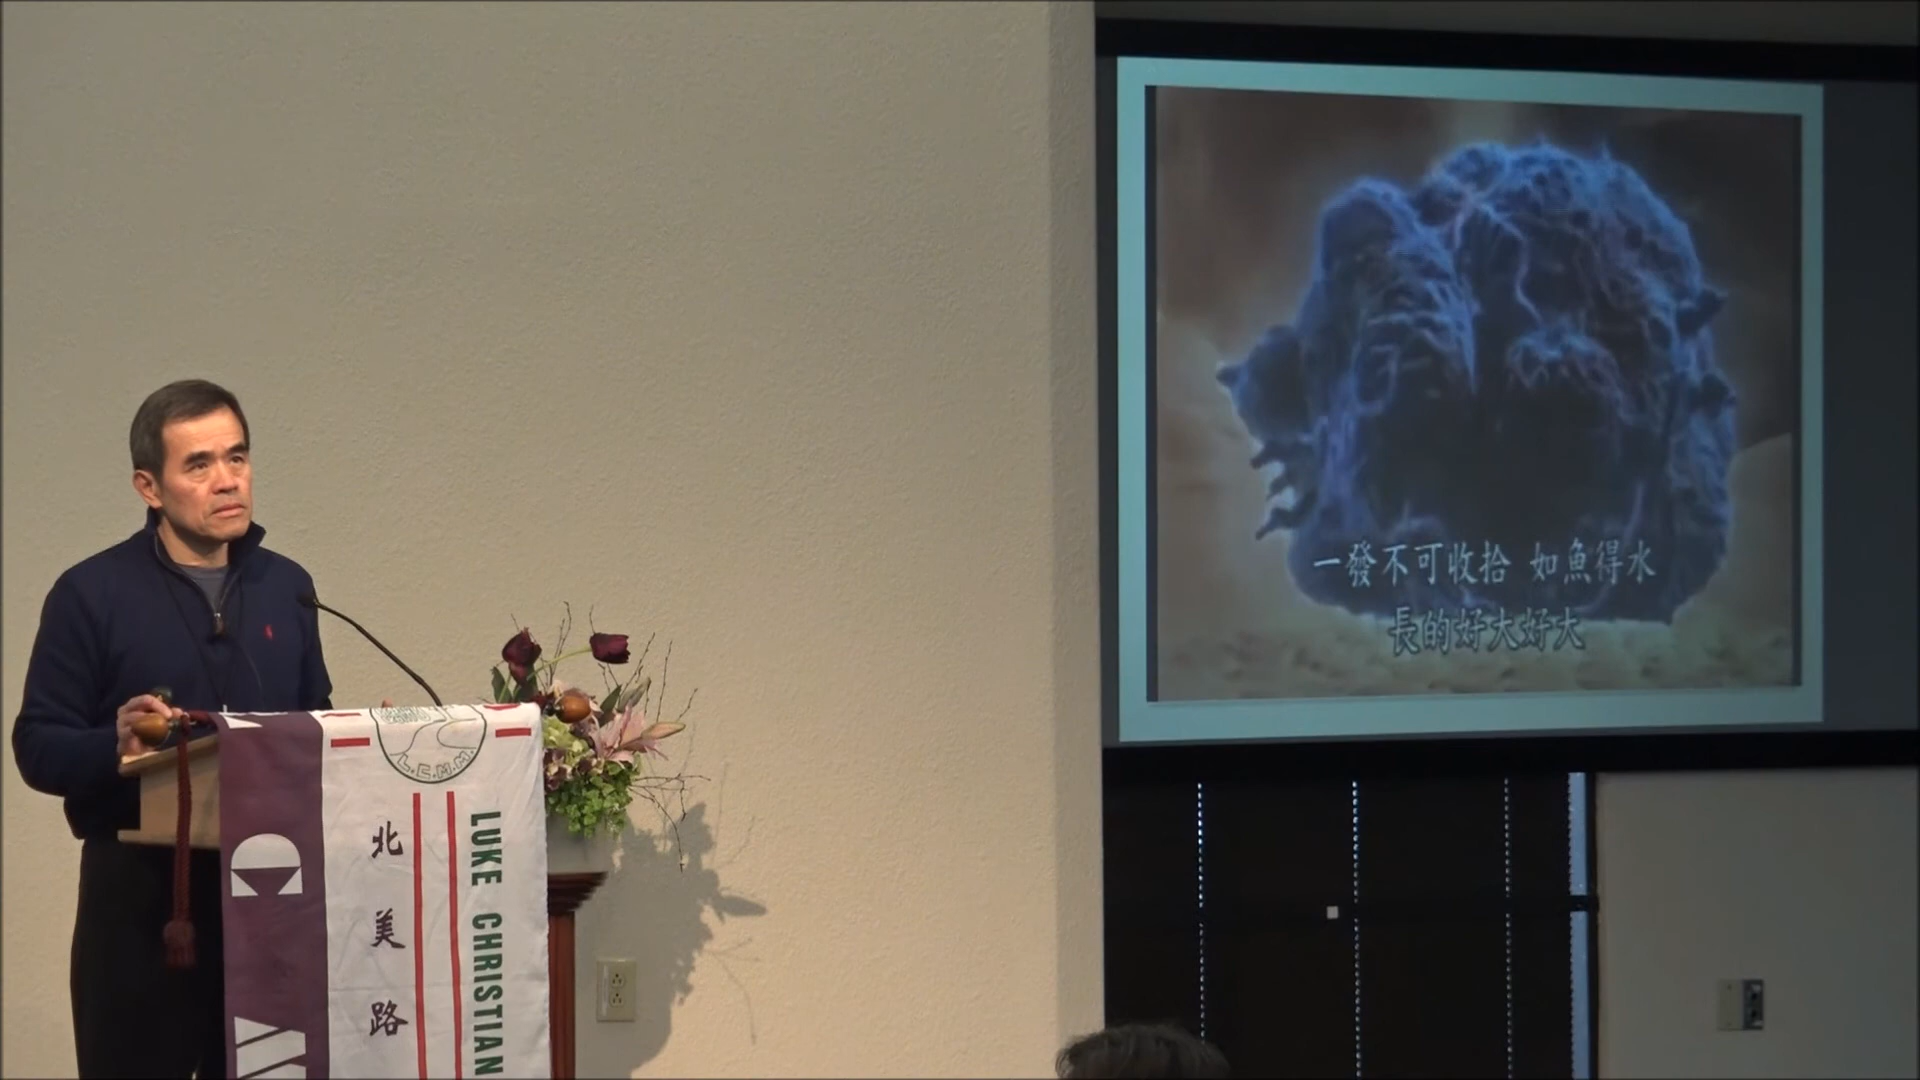 一發不可收拾 如魚得水
長的好大好大
L.C.M.M.
北美路
LUKE CHRISTIAN